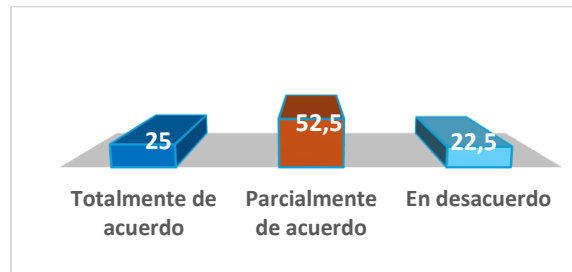 25
52,5
22,5
Totalmente de
acuerdo
Parcialmente
de acuerdo
En desacuerdo